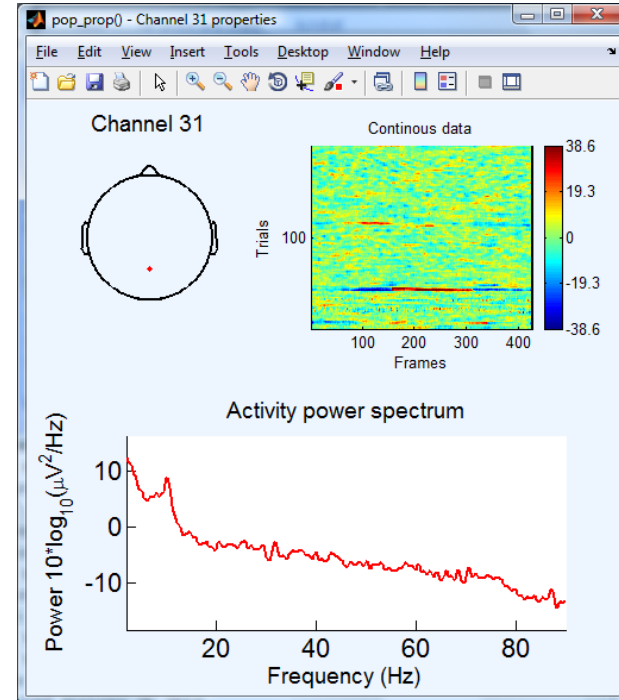 pop_prop() - Channel 31 properties
File Edit View Insert Tools Desktop Window Help
Channel 31
Continous data
Trials
100
100 200 300 400
Frames
38.6
19.3
0
-19.3
-38.6
Activity power spectrum
Power 10*log10(μV²/Hz)
10
0
-10
20 40 60 80
Frequency (Hz)